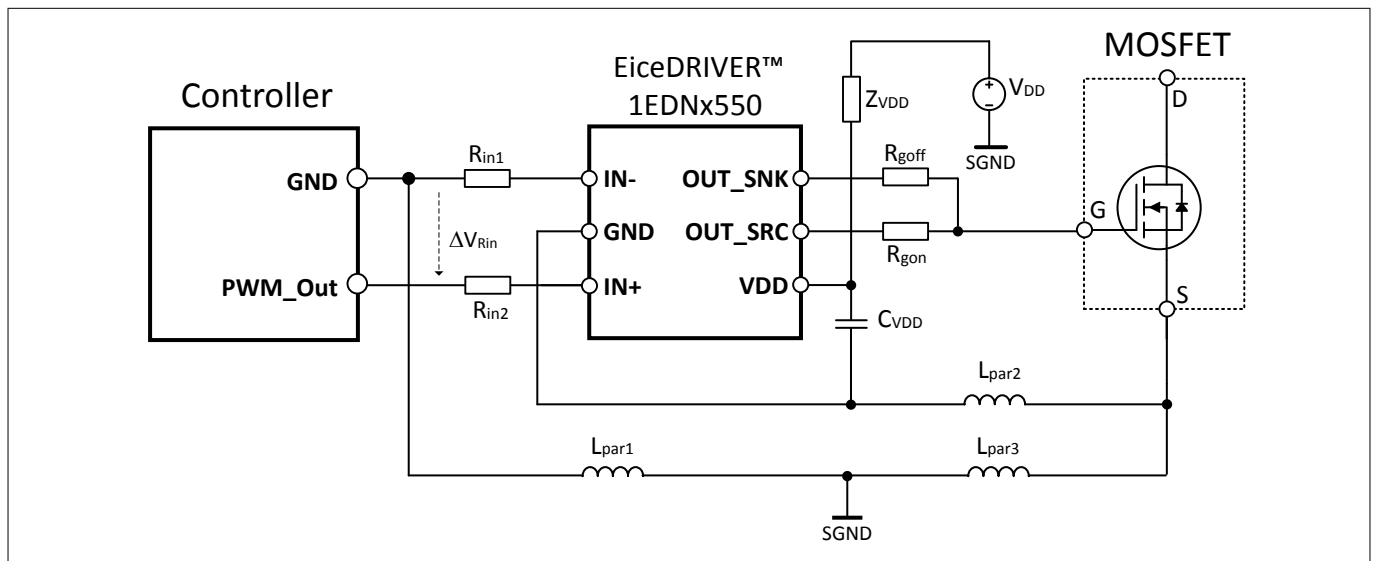 MOSFET
EiceDRIVER™
1EDNx550
Controller
D
ZVDD
VDD
SGND
Rin1
Rgoff
GND
IN-
OUT_SNK
G
GND
OUT_SRC
ΔVRin
Rgon
PWM_Out
IN+
VDD
S
Rin2
CVDD
Lpar2
Lpar1
Lpar3
SGND